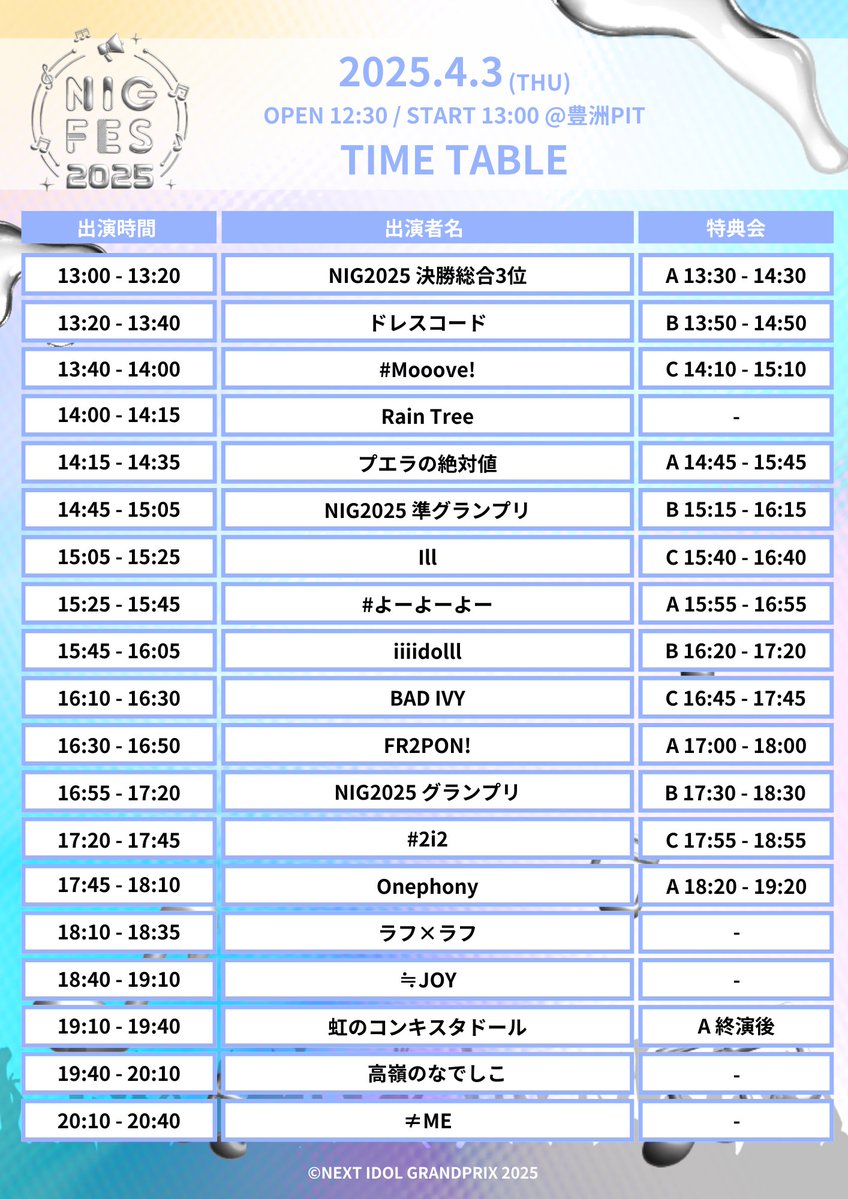 NIG
FES
2025
2025.4.3 (THU)
OPEN 12:30 / START 13:00 @豊洲PIT
TIME TABLE
出演時間 出演者名 特典会
13:00 - 13:20 NIG2025 決勝総合3位 A 13:30 - 14:30
13:20 - 13:40 ドレスコード B 13:50 - 14:50
13:40 - 14:00 #Mooove! C 14:10 - 15:10
14:00 - 14:15 Rain Tree -
14:15 - 14:35 プエラの絶対値 A 14:45 - 15:45
14:45 - 15:05 NIG2025 準グランプリ B 15:15 - 16:15
15:05 - 15:25 Ill C 15:40 - 16:40
15:25 - 15:45 #よーよーよー A 15:55 - 16:55
15:45 - 16:05 iiiidolll B 16:20 - 17:20
16:10 - 16:30 BAD IVY C 16:45 - 17:45
16:30 - 16:50 FR2PON! A 17:00 - 18:00
16:55 - 17:20 NIG2025 グランプリ B 17:30 - 18:30
17:20 - 17:45 #2i2 C 17:55 - 18:55
17:45 - 18:10 Onephony A 18:20 - 19:20
18:10 - 18:35 ラフ×ラフ -
18:40 - 19:10 ≒JOY -
19:10 - 19:40 虹のコンキスタドール A 終演後
19:40 - 20:10 高嶺のなでしこ -
20:10 - 20:40 ≠ME -
©NEXT IDOL GRANDPRIX 2025